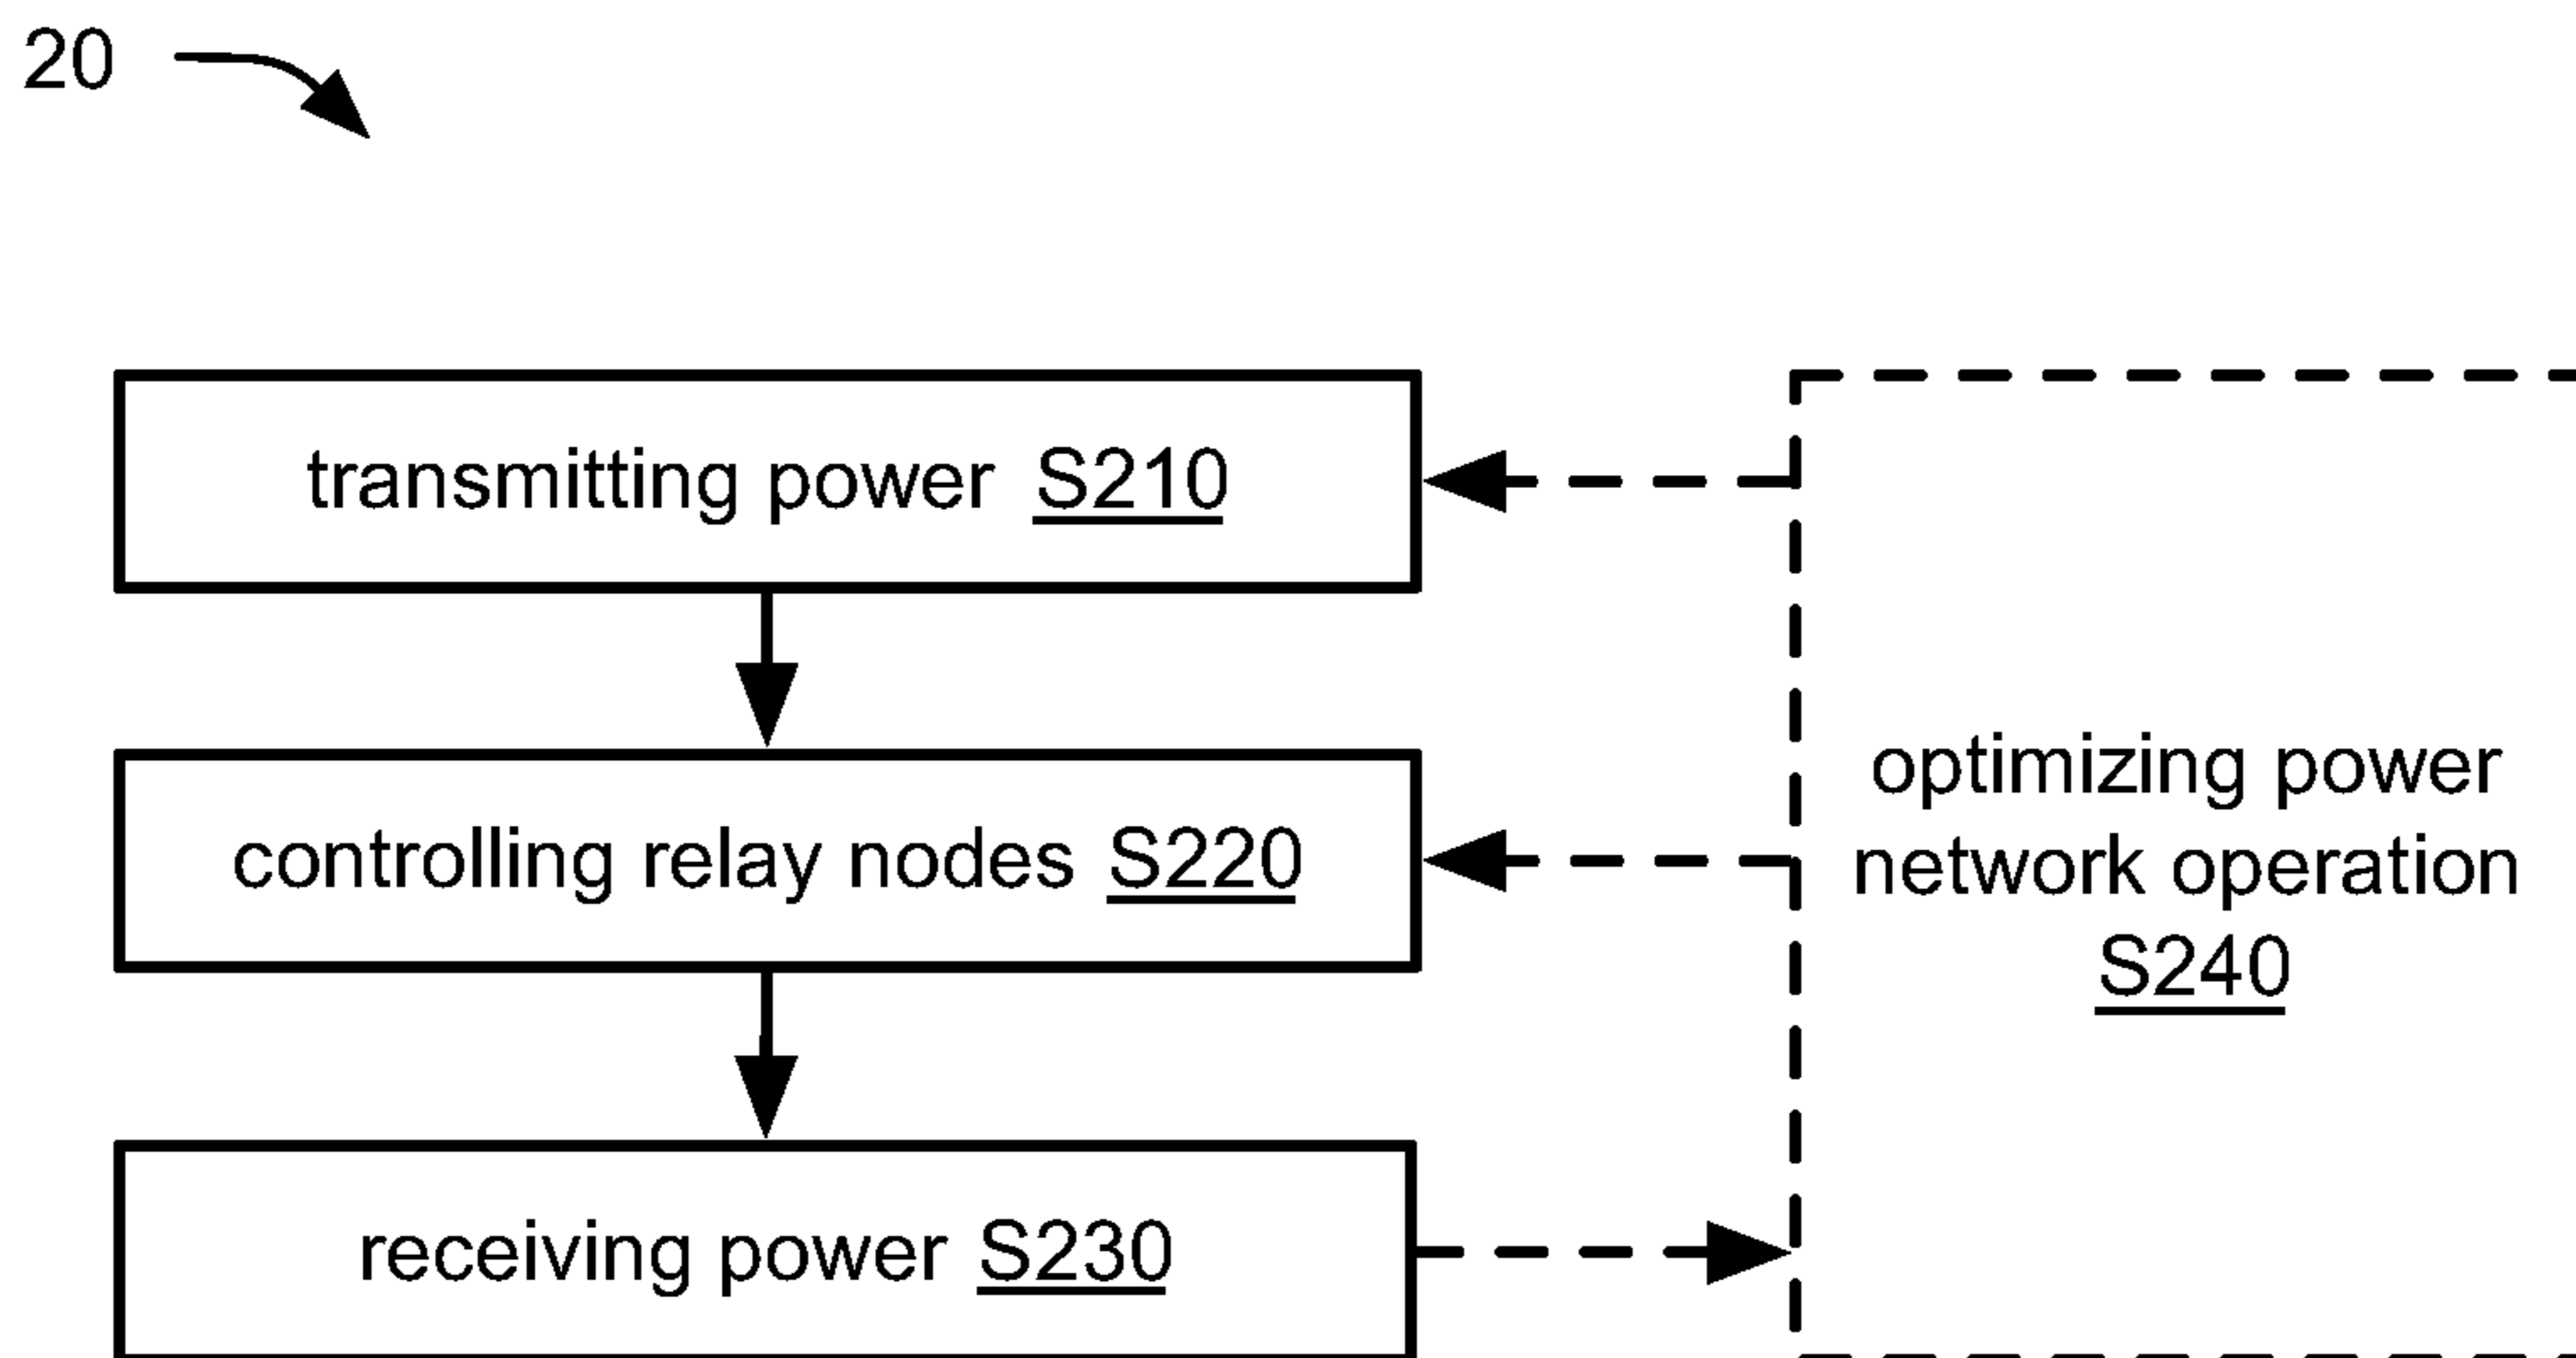 20
transmitting power S210
controlling relay nodes S220
receiving power S230
optimizing power
network operation
S240